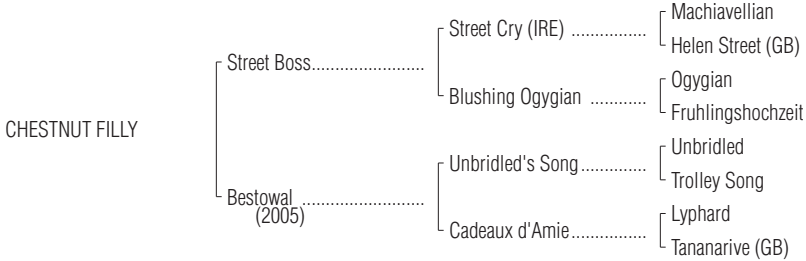 Machiavellian
Street Cry (IRE) ................
Helen Street (GB)
Street Boss........................
Ogygian
Blushing Ogygian ............
Fruhlingshochzeit
CHESTNUT FILLY
Unbridled
Unbridled's Song..............
Trolley Song
Bestowal ..........................
(2005)
Lyphard
Cadeaux d'Amie................
Tananarive (GB)